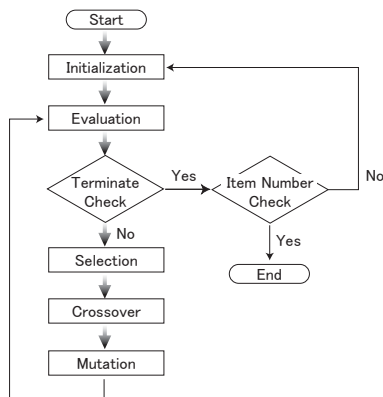 Start
Initialization
Evaluation
Terminate
Check
Yes
Item Number
Check
No
No
Yes
Selection
End
Crossover
Mutation